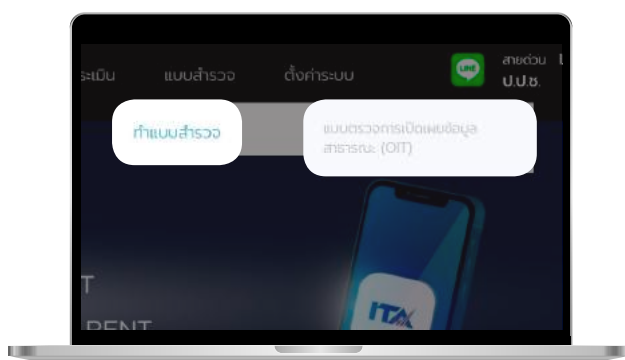 ระเมิน
แบบสำรวจ
ตั้งค่าระบบ
LINE
สายด่วน
ป.ป.ช.
ทำแบบสำรวจ
แบบตรวจการเปิดเผยข้อมูล
สาธารณะ (OIT)
ITA
T
RENT